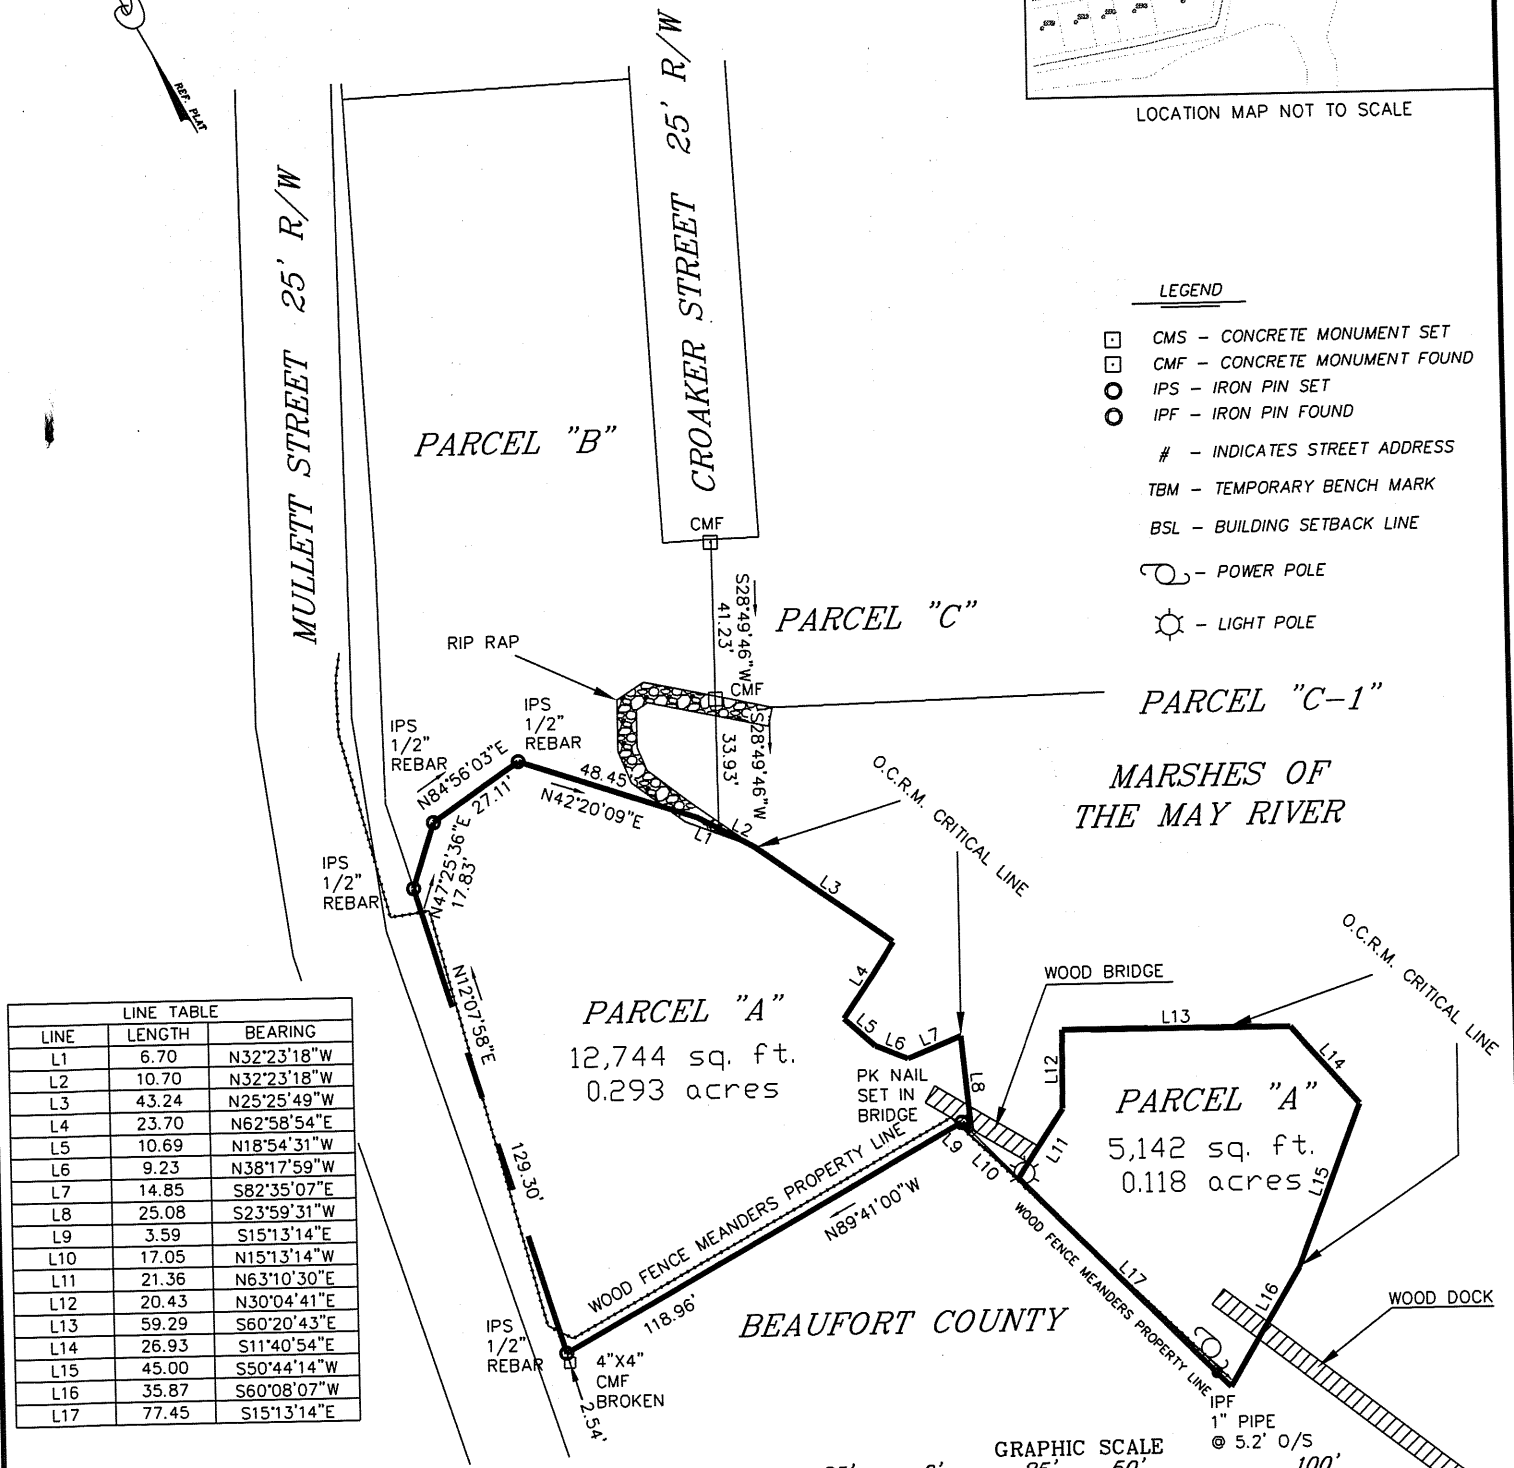 REF. PLAT
LOCATION MAP NOT TO SCALE
MULLETT STREET 25' R/W
CROAKER STREET 25' R/W
LEGEND
CMS - CONCRETE MONUMENT SET
CMF - CONCRETE MONUMENT FOUND
IPS - IRON PIN SET
IPF - IRON PIN FOUND
# - INDICATES STREET ADDRESS
TBM - TEMPORARY BENCH MARK
BSL - BUILDING SETBACK LINE
- POWER POLE
- LIGHT POLE
PARCEL "B"
CMF
S28°49'46"W
41.23'
PARCEL "C"
RIP RAP
CMF
S28°49'46"W
33.93'
PARCEL "C-1"
MARSHES OF
THE MAY RIVER
IPS
1/2"
REBAR
IPS
1/2"
REBAR
N84°56'03"E
27.11'
48.45'
N42°20'09"E
L1
L2
O.C.R.M. CRITICAL LINE
L3
IPS
1/2"
REBAR
N47°25'36"E
17.83'
L4
L5
L6
L7
L8
WOOD BRIDGE
O.C.R.M. CRITICAL LINE
N12°07'58"E
129.30'
PARCEL "A"
12,744 sq. ft.
0.293 acres
PK NAIL
SET IN
BRIDGE
L9
L10
L11
L12
L13
L14
L15
L16
L17
PARCEL "A"
5,142 sq. ft.
0.118 acres
WOOD FENCE MEANDERS PROPERTY LINE
N89°41'00"W
118.96'
WOOD FENCE MEANDERS PROPERTY LINE
BEAUFORT COUNTY
WOOD DOCK
IPS
1/2"
REBAR
4"X4"
CMF
BROKEN
2.54'
IPF
1" PIPE
@ 5.2' O/S
LINE TABLE
LINE LENGTH BEARING
L1 6.70 N32°23'18"W
L2 10.70 N32°23'18"W
L3 43.24 N25°25'49"W
L4 23.70 N62°58'54"E
L5 10.69 N18°54'31"W
L6 9.23 N38°17'59"W
L7 14.85 S82°35'07"E
L8 25.08 S23°59'31"W
L9 3.59 S15°13'14"E
L10 17.05 N15°13'14"W
L11 21.36 N63°10'30"E
L12 20.43 N30°04'41"E
L13 59.29 S60°20'43"E
L14 26.93 S11°40'54"E
L15 45.00 S50°44'14"W
L16 35.87 S60°08'07"W
L17 77.45 S15°13'14"E
GRAPHIC SCALE
25' 0' 25' 50' 100'